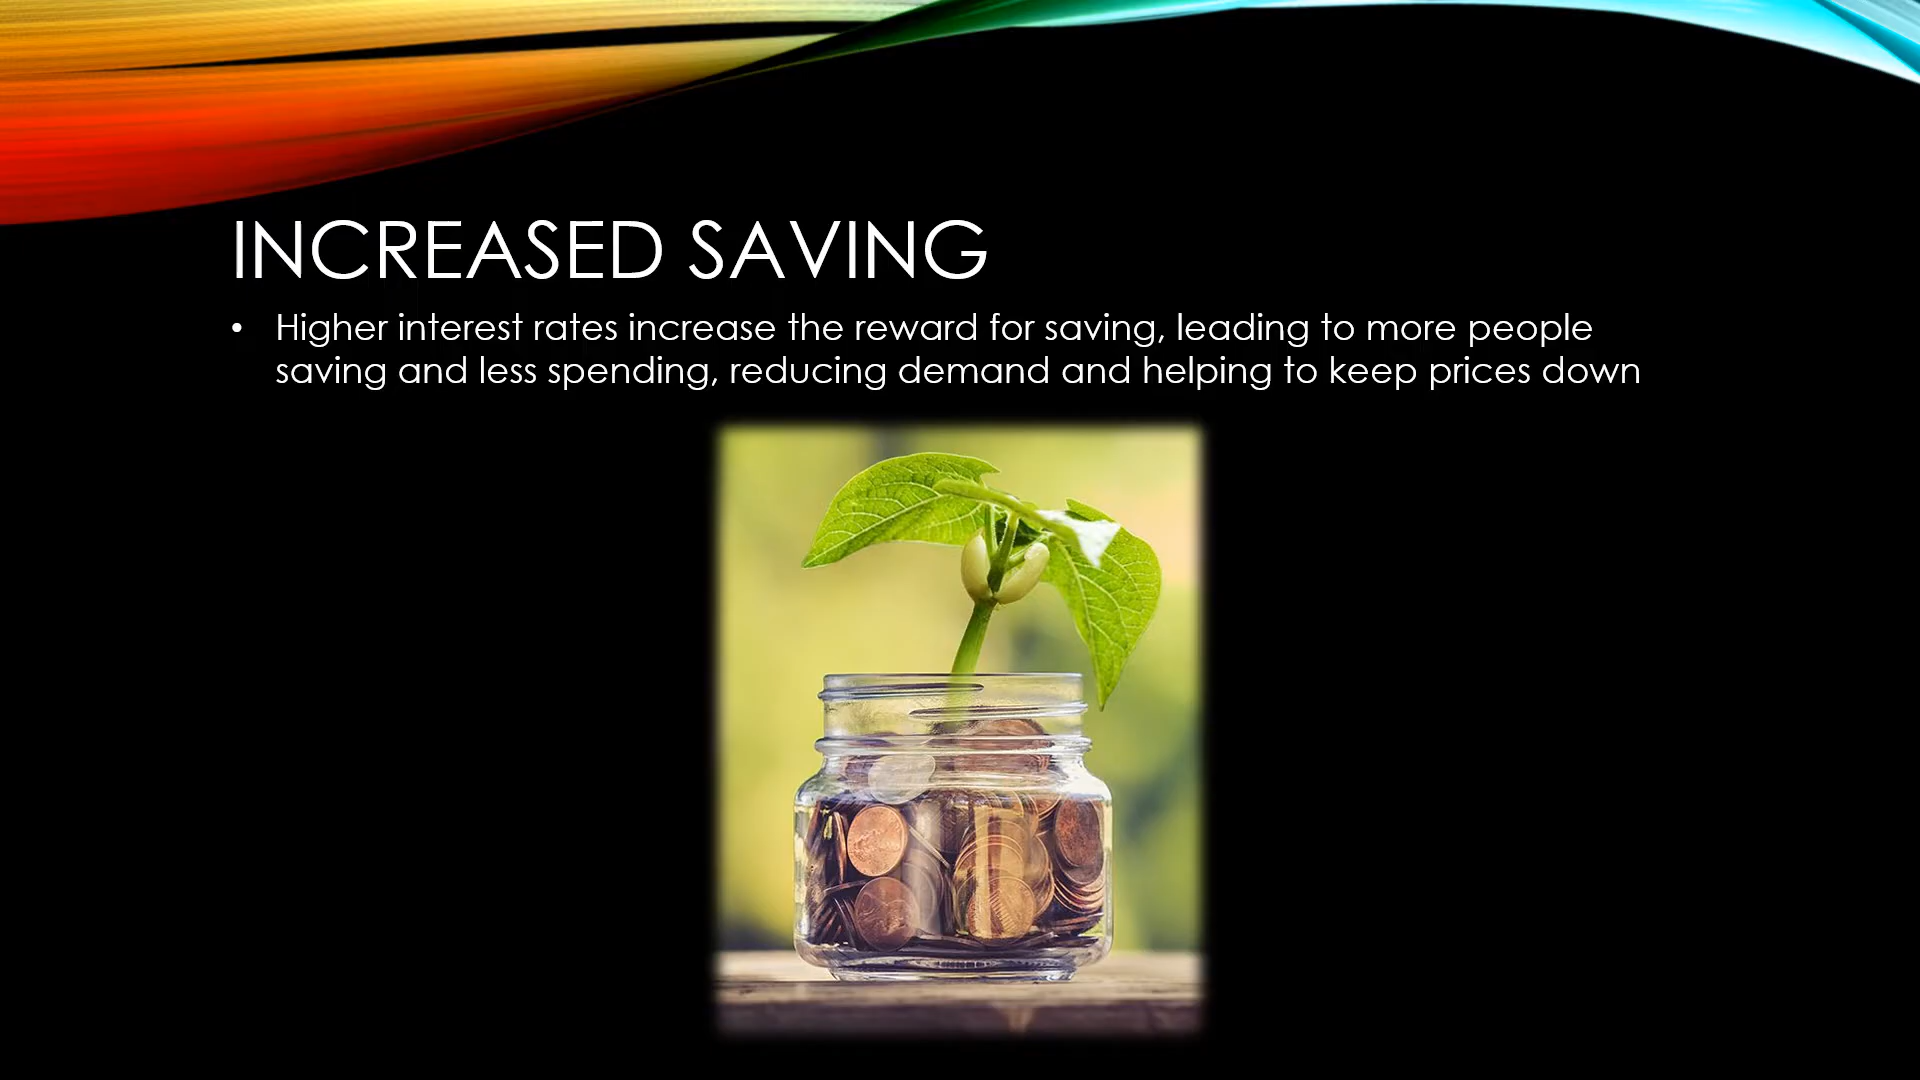 INCREASED SAVING
• Higher interest rates increase the reward for saving, leading to more people
saving and less spending, reducing demand and helping to keep prices down